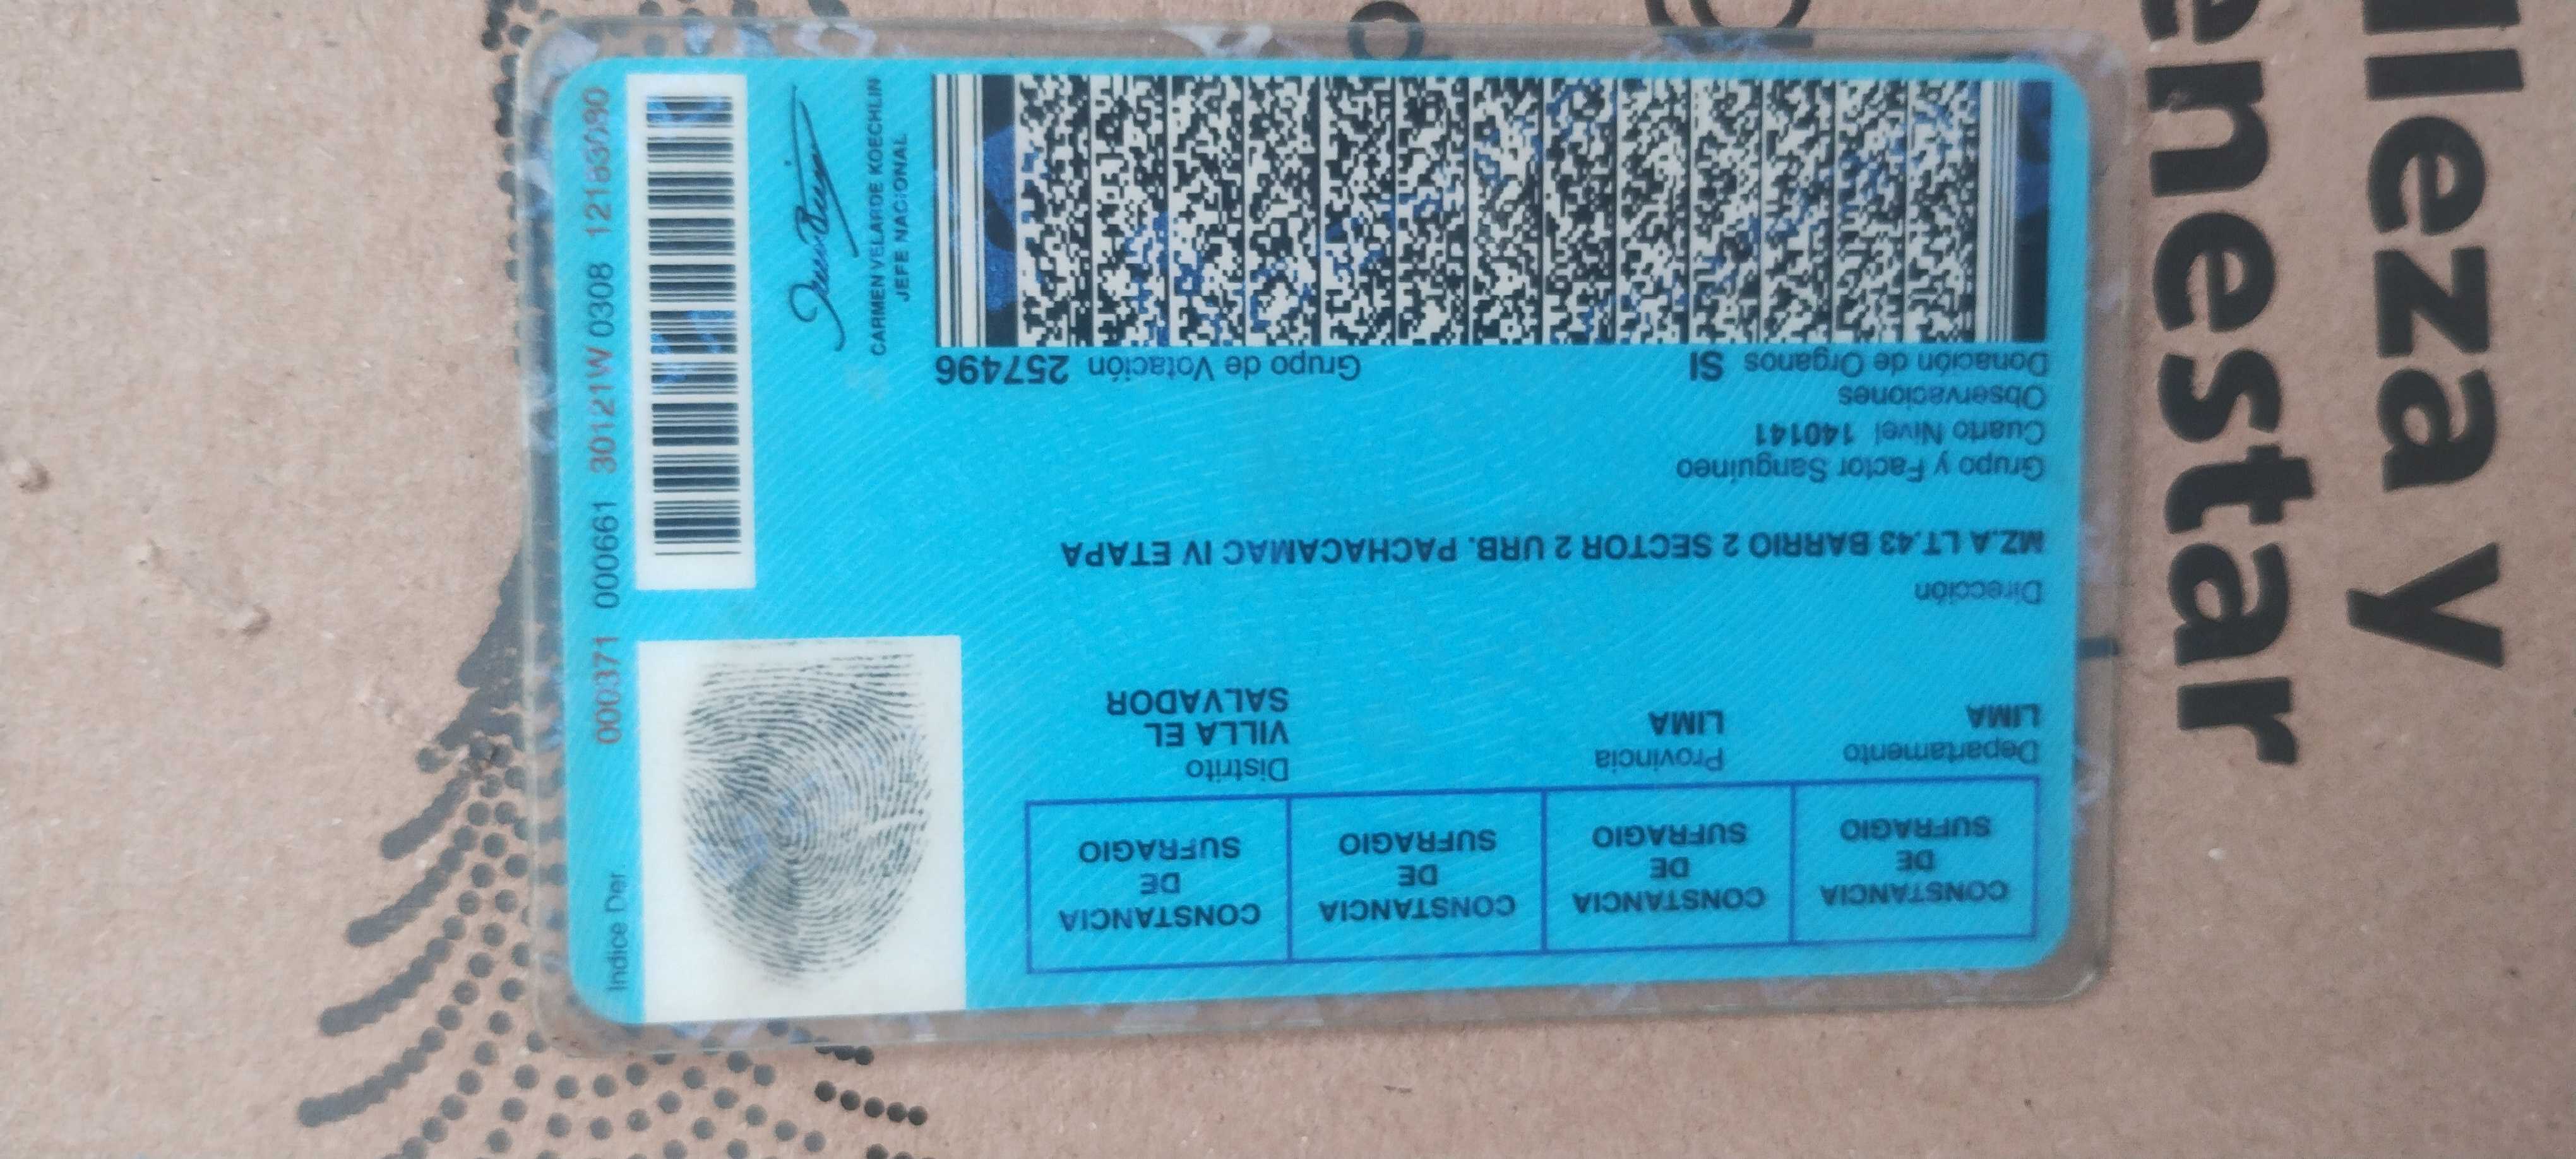 CONSTANCIA DE SUFRAGIO
CONSTANCIA DE SUFRAGIO
CONSTANCIA DE SUFRAGIO
CONSTANCIA DE SUFRAGIO
Departamento
LIMA
Provincia
LIMA
Distrito
VILLA EL
SALVADOR
Dirección
MZ.A LT.43 BARRIO 2 SECTOR 2 URB. PACHACAMAC IV ETAPA
Grupo y Factor Sanguíneo
Cuarto Nivel 140141
Observaciones
Donación de Organos SI
Grupo de Votación 257496
Indice Der.
000371 000661 30121W 0308
CARMEN VELARDE KOECHLIN
JEFE NACIONAL
lleza y
enestar